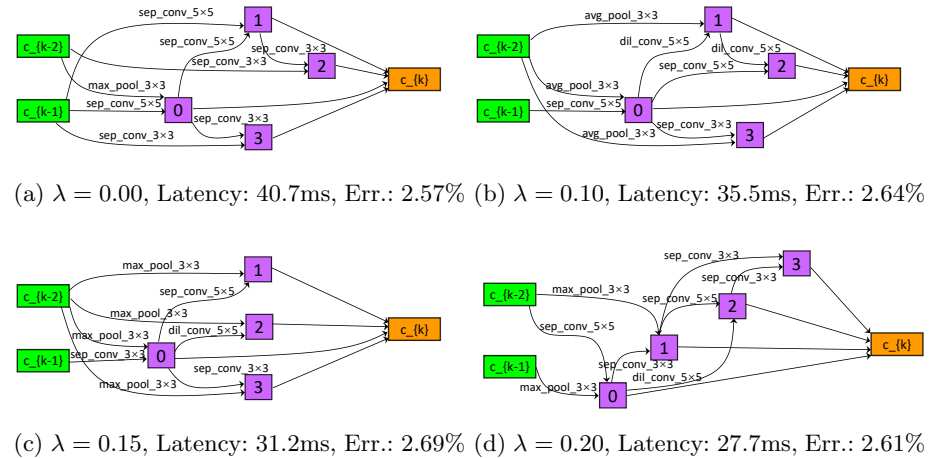 sep_conv_5×5
1
c_{k-2}
sep_conv_5×5
sep_conv_3×3
sep_conv_3×3
2
c_{k}
max_pool_3×3
c_{k-1}
sep_conv_5×5
0
sep_conv_3×3
3
sep_conv_3×3
avg_pool_3×3
1
c_{k-2}
dil_conv_5×5
dil_conv_5×5
sep_conv_5×5
2
c_{k}
avg_pool_3×3
c_{k-1}
sep_conv_5×5
0
sep_conv_3×3
3
avg_pool_3×3
(a) λ = 0.00, Latency: 40.7ms, Err.: 2.57%
(b) λ = 0.10, Latency: 35.5ms, Err.: 2.64%
max_pool_3×3
1
c_{k-2}
sep_conv_5×5
max_pool_3×3
2
c_{k}
max_pool_3×3
dil_conv_5×5
c_{k-1}
sep_conv_3×3
0
sep_conv_3×3
3
max_pool_3×3
sep_conv_3×3
3
sep_conv_3×3
c_{k-2}
max_pool_3×3
sep_conv_5×5
2
sep_conv_5×5
1
c_{k}
c_{k-1}
sep_conv_3×3
dil_conv_5×5
max_pool_3×3
0
(c) λ = 0.15, Latency: 31.2ms, Err.: 2.69%
(d) λ = 0.20, Latency: 27.7ms, Err.: 2.61%